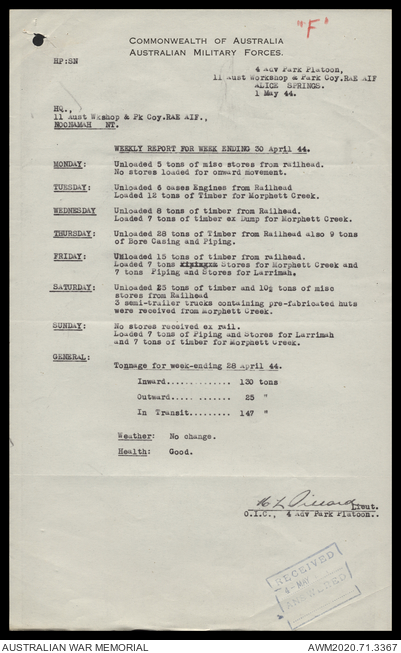 "F"
COMMONWEALTH OF AUSTRALIA
AUSTRALIAN MILITARY FORCES.
HP:SN
4 Adv Park Platoon,
11 Aust Workshop & Park Coy.RAE AIF
ALICE SPRINGS.
1 May 44.
HQ.,
11 Aust Wkshop & Pk Coy.RAE AIF.,
NOONAMAH NT.
WEEKLY REPORT FOR WEEK ENDING 30 April 44.
MONDAY: Unloaded 5 tons of misc stores from railhead.
No stores loaded for onward movement.
TUESDAY: Unloaded 6 cases Engines from Railhead
Loaded 12 tons of Timber for Morphett Creek.
WEDNESDAY Unloaded 8 tons of timber from Railhead.
Loaded 7 tons of timber ex Dump for Morphett Creek.
THURSDAY: Unloaded 28 tons of Timber from Railhead also 9 tons
of Bore Casing and Piping.
FRIDAY: Unloaded 15 tons of timber from railhead.
Loaded 7 tons Stores for Morphett Creek and
7 tons Piping and Stores for Larrimah.
SATURDAY: Unloaded 25 tons of timber and 10½ tons of misc
stores from Railhead
3 semi-trailer trucks containing pre-fabricated huts
were received from Morphett Creek.
SUNDAY: No stores received ex rail.
Loaded 7 tons of Piping and Stores for Larrimah
and 7 tons of timber for Morphett Creek.
GENERAL:
Tonnage for week-ending 28 April 44.
Inward............. 130 tons
Outward ............ 25 "
In Transit......... 147 "
Weather: No change.
Health: Good.
Lieut.
O.I.C., 4 Adv Park Platoon..
RECEIVED
4 - MAY
ANSWERED
AUSTRALIAN WAR MEMORIAL
AWM2020.71.3367